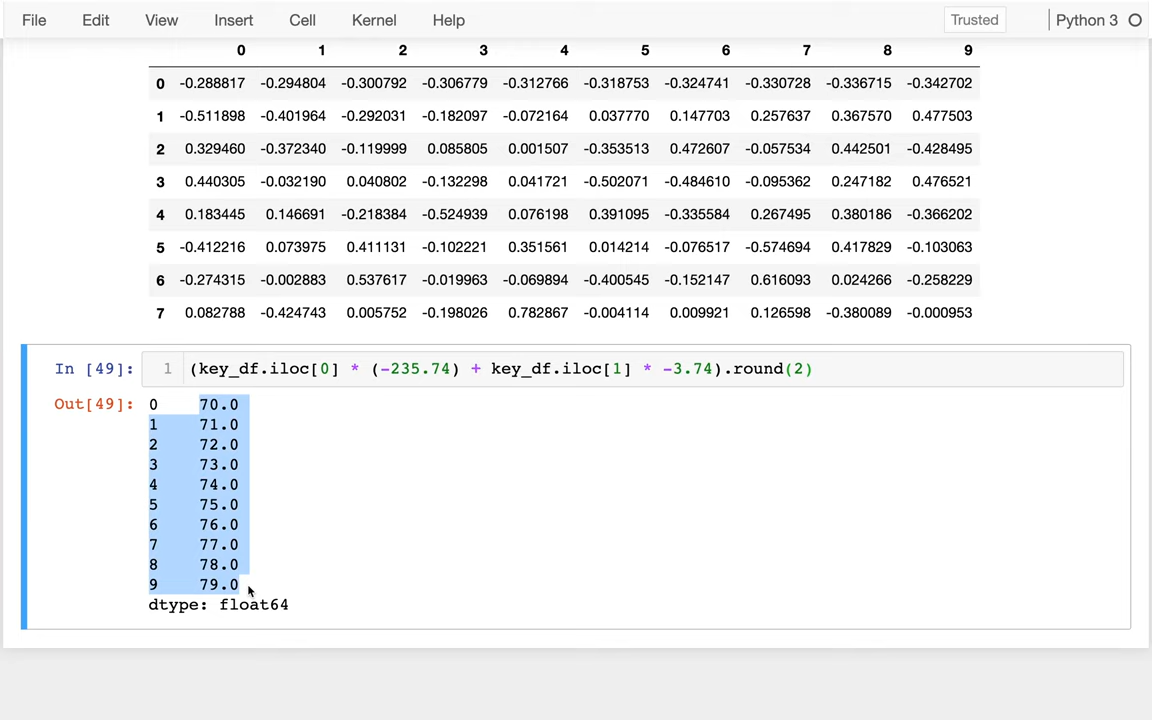 File Edit View Insert Cell Kernel Help Trusted Python 3
0 1 2 3 4 5 6 7 8 9
0 -0.288817 -0.294804 -0.300792 -0.306779 -0.312766 -0.318753 -0.324741 -0.330728 -0.336715 -0.342702
1 -0.511898 -0.401964 -0.292031 -0.182097 -0.072164 0.037770 0.147703 0.257637 0.367570 0.477503
2 0.329460 -0.372340 -0.119999 0.085805 0.001507 -0.353513 0.472607 -0.057534 0.442501 -0.428495
3 0.440305 -0.032190 0.040802 -0.132298 0.041721 -0.502071 -0.484610 -0.095362 0.247182 0.476521
4 0.183445 0.146691 -0.218384 -0.524939 0.076198 0.391095 -0.335584 0.267495 0.380186 -0.366202
5 -0.412216 0.073975 0.411131 -0.102221 0.351561 0.014214 -0.076517 -0.574694 0.417829 -0.103063
6 -0.274315 -0.002883 0.537617 -0.019963 -0.069894 -0.400545 -0.152147 0.616093 0.024266 -0.258229
7 0.082788 -0.424743 0.005752 -0.198026 0.782867 -0.004114 0.009921 0.126598 -0.380089 -0.000953
In [49]: 1 (key_df.iloc[0] * (-235.74) + key_df.iloc[1] * -3.74).round(2)
Out[49]: 0 70.0
1 71.0
2 72.0
3 73.0
4 74.0
5 75.0
6 76.0
7 77.0
8 78.0
9 79.0
dtype: float64